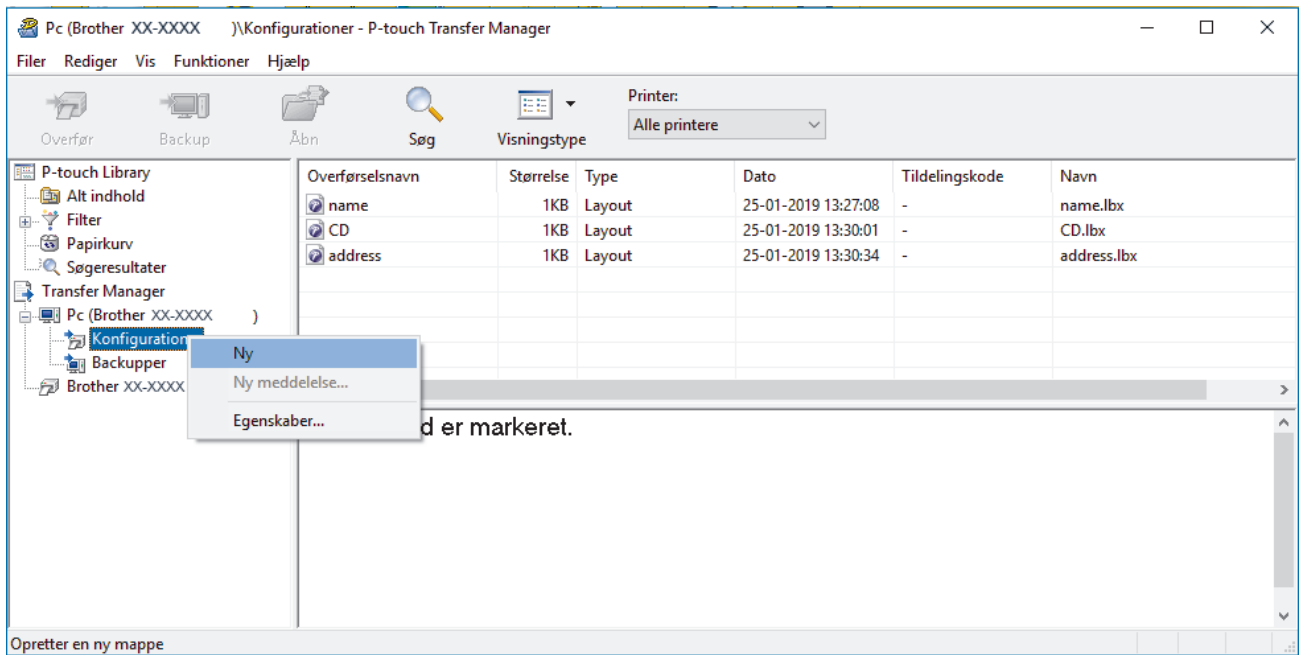 Pc (Brother XX-XXXX )\Konfigurationer - P-touch Transfer Manager
Filer Rediger Vis Funktioner Hjælp
Overfør Backup Åbn Søg Visningstype
Printer:
Alle printere
P-touch Library
Alt indhold
Filter
Papirkurv
Søgeresultater
Transfer Manager
Pc (Brother XX-XXXX )
Konfiguration
Backupper
Brother XX-XXXX
Ny
Ny meddelelse...
Egenskaber...
Overførselsnavn Størrelse Type Dato Tildelingskode Navn
name 1KB Layout 25-01-2019 13:27:08 - name.lbx
CD 1KB Layout 25-01-2019 13:30:01 - CD.lbx
address 1KB Layout 25-01-2019 13:30:34 - address.lbx
d er markeret.
Opretter en ny mappe